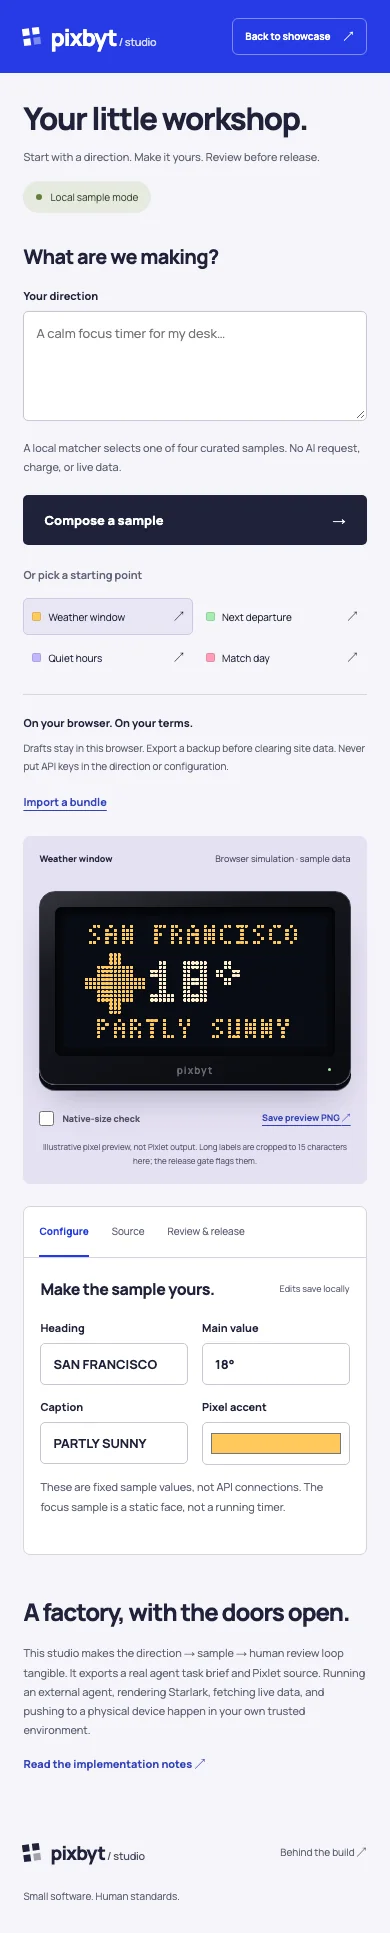 pixbyt / studio
Back to showcase ↗
Your little workshop.
Start with a direction. Make it yours. Review before release.
Local sample mode
What are we making?
Your direction
A calm focus timer for my desk...
A local matcher selects one of four curated samples. No AI request,
charge, or live data.
Compose a sample →
Or pick a starting point
Weather window ↗
Next departure ↗
Quiet hours ↗
Match day ↗
On your browser. On your terms.
Drafts stay in this browser. Export a backup before clearing site data. Never
put API keys in the direction or configuration.
Import a bundle
Weather window
Browser simulation · sample data
SAN FRANCISCO
18°
PARTLY SUNNY
pixbyt
Native-size check
Save preview PNG ↗
Illustrative pixel preview, not Pixlet output. Long labels are cropped to 15 characters
here; the release gate flags them.
Configure
Source
Review & release
Make the sample yours.
Edits save locally
Heading
Main value
SAN FRANCISCO
18°
Caption
Pixel accent
PARTLY SUNNY
These are fixed sample values, not API connections. The
focus sample is a static face, not a running timer.
A factory, with the doors open.
This studio makes the direction → sample → human review loop
tangible. It exports a real agent task brief and Pixlet source. Running
an external agent, rendering Starlark, fetching live data, and
pushing to a physical device happen in your own trusted
environment.
Read the implementation notes ↗
pixbyt / studio
Behind the build ↗
Small software. Human standards.